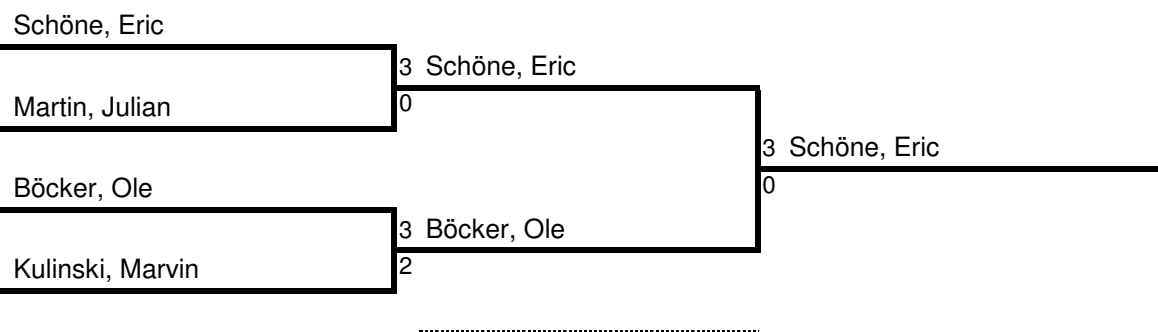 Schöne, Eric
3 Schöne, Eric
Martin, Julian
0
3 Schöne, Eric
0
Böcker, Ole
3 Böcker, Ole
Kulinski, Marvin
2